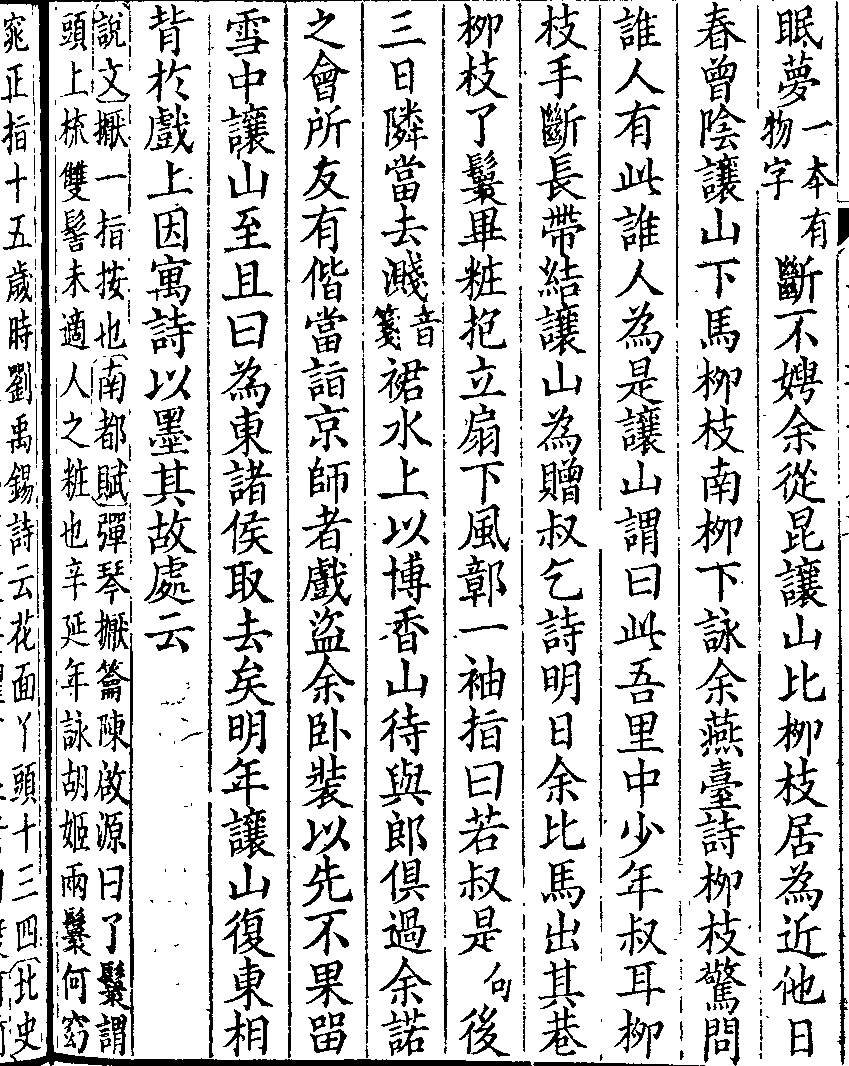 眠夢一本有物字斷不娉余從昆讓山比柳枝居為近他日
春曾陰讓山下馬柳枝南柳下詠余燕臺詩柳枝驚問
誰人有此誰人為是讓山謂曰此吾里中少年叔耳柳
枝手斷長帶結讓山為贈叔乞詩明日余比馬出其巷
柳枝了鬟畢粧抱立扇下風鄣一袖指曰若叔是句後
三日隣當去濺音箋裙水上以博香山待與郎俱過余諾
之會所友有偕當詣京師者戲盜余卧裝以先不果留
雪中讓山至且曰為東諸侯取去矣明年讓山復東相
背於戲上因寓詩以墨其故處云
說文擪一指按也南都賦彈琴擪籥陳啟源曰了鬟謂
頭上梳雙髻未適人之粧也辛延年詠胡姬兩鬟何窈
窕正指十五歲時劉禹錫詩云花面丫頭十三四北史